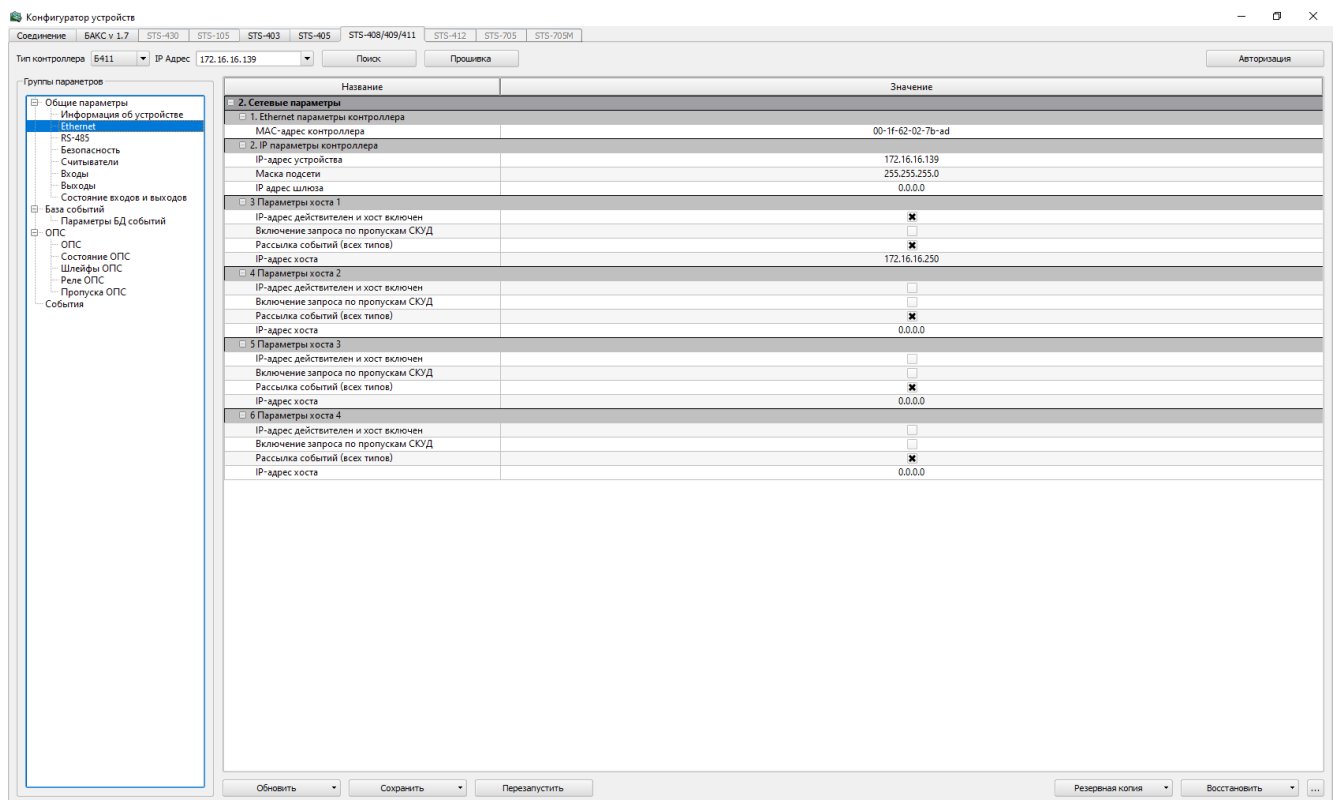 Конфигуратор устройств
Соединение БАКС v 1.7 STS-430 STS-105 STS-403 STS-405 STS-408/409/411 STS-412 STS-705 STS-705M
Тип контроллера Б411 IP Адрес 172.16.16.139 Поиск Прошивка Авторизация
Группы параметров
Общие параметры
Информация об устройстве
Ethernet
RS-485
Безопасность
Считыватели
Входы
Выходы
Состояние входов и выходов
База событий
Параметры БД событий
ОПС
ОПС
Состояние ОПС
Шлейфы ОПС
Реле ОПС
Пропуска ОПС
События
Название Значение
2. Сетевые параметры
1. Ethernet параметры контроллера
MAC-адрес контроллера 00-1f-62-02-7b-ad
2. IP параметры контроллера
IP-адрес устройства 172.16.16.139
Маска подсети 255.255.255.0
IP адрес шлюза 0.0.0.0
3 Параметры хоста 1
IP-адрес действителен и хост включен
Включение запроса по пропускам СКУД
Рассылка событий (всех типов)
IP-адрес хоста 172.16.16.250
4 Параметры хоста 2
IP-адрес действителен и хост включен
Включение запроса по пропускам СКУД
Рассылка событий (всех типов)
IP-адрес хоста 0.0.0.0
5 Параметры хоста 3
IP-адрес действителен и хост включен
Включение запроса по пропускам СКУД
Рассылка событий (всех типов)
IP-адрес хоста 0.0.0.0
6 Параметры хоста 4
IP-адрес действителен и хост включен
Включение запроса по пропускам СКУД
Рассылка событий (всех типов)
IP-адрес хоста 0.0.0.0
Обновить Сохранить Перезапустить Резервная копия Восстановить ...